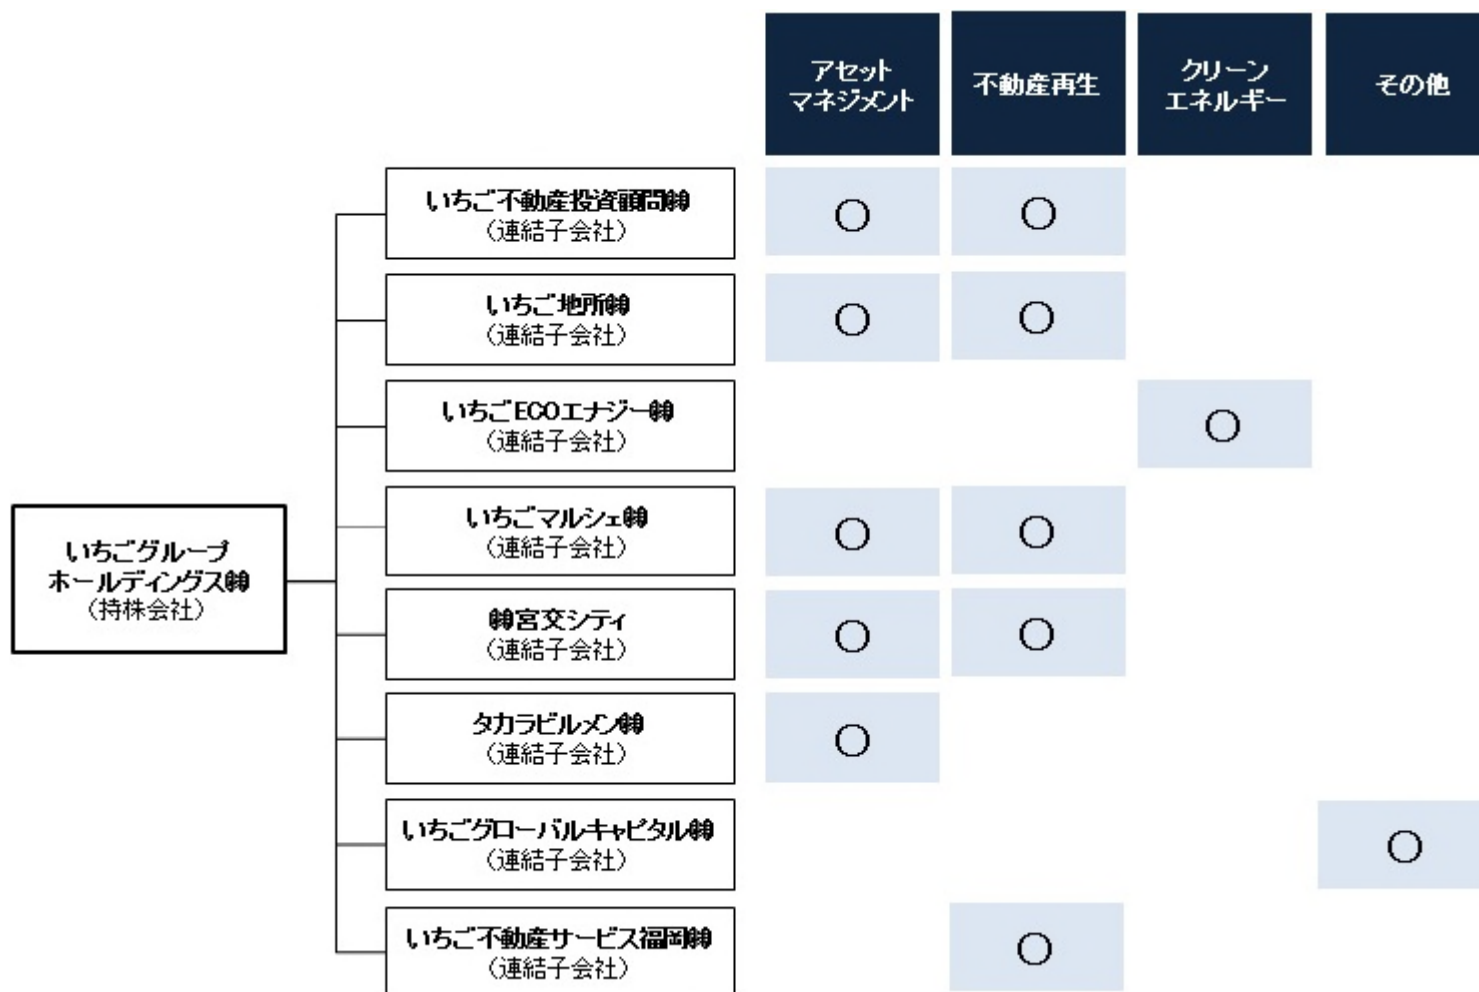 アセット
マネジメント
不動産再生
クリーン
エネルギー
その他
いちご不動産投資顧問㈱
（連結子会社）
○ ○
いちご地所㈱
（連結子会社）
○ ○
いちごECOエナジー㈱
（連結子会社）
○
いちごマルシェ㈱
（連結子会社）
○ ○
いちごグループ
ホールディングス㈱
（持株会社）
㈱宮交シティ
（連結子会社）
○ ○
タカラビルメン㈱
（連結子会社）
○
いちごグローバルキャピタル㈱
（連結子会社）
○
いちご不動産サービス福岡㈱
（連結子会社）
○